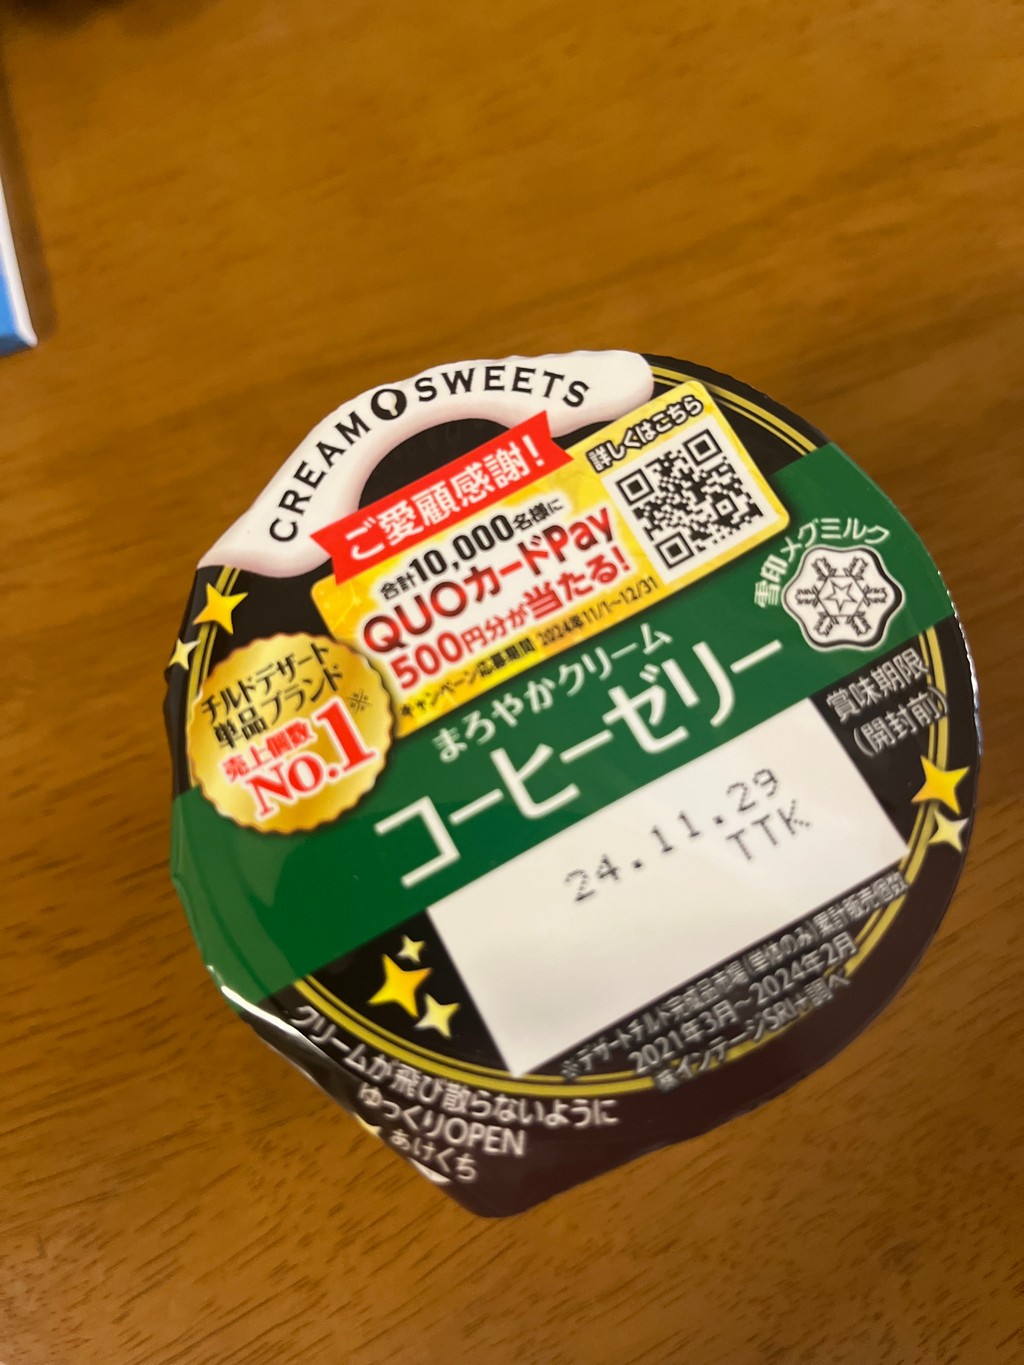 CREAM SWEETS
ご愛顧感謝!
詳しくはこちら
合計10,000名様に
QUOカードPay
500円分が当たる!
キャンペーン応募期間 2024年11/1~12/31
雪印メグミルク
チルドデザート
単品ブランド※
売上個数
NO.1
まろやかクリーム
コーヒーゼリー
賞味期限
(開封前)
24.11.29
TTK
※デザートチルド完成品市場(単体のみ)累計販売個数
2021年3月~2024年2月
㈱インテージSRI+調べ
クリームが飛び散らないように
ゆっくりOPEN
あけくち